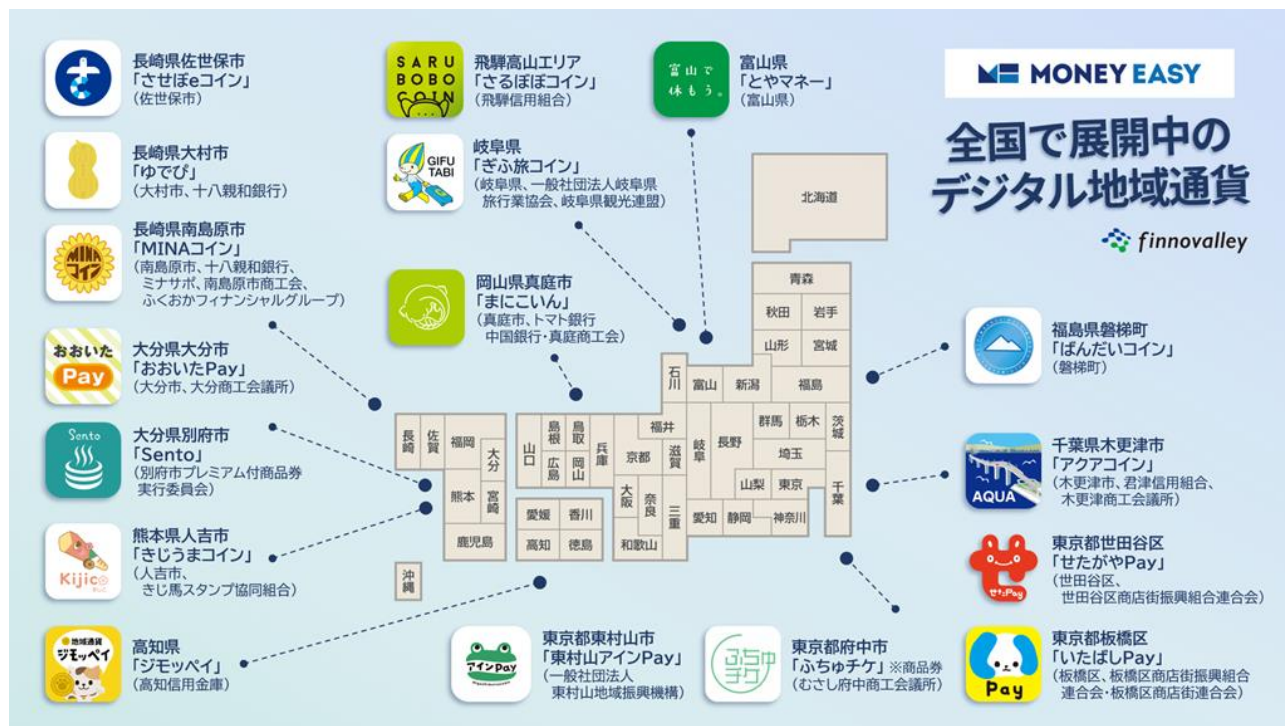 MONEY EASY
全国で展開中の
デジタル地域通貨
finnovalley
さ
長崎県佐世保市
「させぼeコイン」
(佐世保市)
長崎県大村市
「ゆでぴ」
(大村市、十八親和銀行)
MINA
コイン
長崎県南島原市
「MINAコイン」
(南島原市、十八親和銀行、
ミナサポ、南島原市商工会、
ふくおかフィナンシャルグループ)
おおいた
Pay
大分県大分市
「おおいたPay」
(大分市、大分商工会議所)
Sento
大分県別府市
「Sento」
(別府市プレミアム付商品券
実行委員会)
Kijico
熊本県人吉市
「きじうまコイン」
(人吉市、
きじ馬スタンプ協同組合)
地域通貨
ジモッペイ
高知県
「ジモッペイ」
(高知信用金庫)
SARU
BOBO
COIN
飛騨高山エリア
「さるぼぼコイン」
(飛騨信用組合)
GIFU
TABI
岐阜県
「ぎふ旅コイン」
(岐阜県、一般社団法人岐阜県
旅行業協会、岐阜県観光連盟)
岡山県真庭市
「まにこいん」
(真庭市、トマト銀行
中国銀行・真庭商工会)
富山で
休もう。
富山県
「とやマネー」
(富山県)
北海道
青森
秋田 岩手
山形 宮城
石川 富山 新潟 福島
群馬 栃木 茨城
福井 岐阜 長野 埼玉
京都 滋賀
山梨 東京 千葉
愛知 静岡 神奈川
大阪 奈良 三重
和歌山
山口 島根 鳥取 兵庫
広島 岡山
愛媛 香川
高知 徳島
長崎 佐賀 福岡 大分
熊本 宮崎
鹿児島
沖縄
福島県磐梯町
「ばんだいコイン」
(磐梯町)
AQUA
千葉県木更津市
「アクアコイン」
(木更津市、君津信用組合、
木更津商工会議所)
せたPay
東京都世田谷区
「せたがやPay」
(世田谷区、
世田谷区商店街振興組合連合会)
Pay
東京都板橋区
「いたばしPay」
(板橋区、板橋区商店街振興組合
連合会・板橋区商店街連合会)
アインPay
東京都東村山市
「東村山アインPay」
(一般社団法人
東村山地域振興機構)
ふちゅ
チケ
東京都府中市
「ふちゅチケ」※商品券
(むさし府中商工会議所)